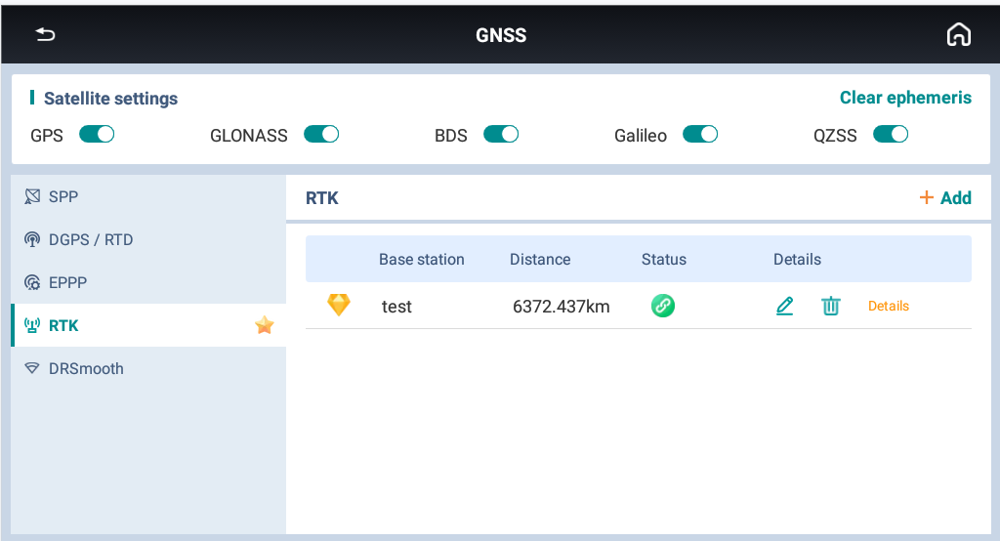 GNSS
Satellite settings Clear ephemeris
GPS GLONASS BDS Galileo QZSS
SPP
DGPS / RTD
EPPP
RTK
DRSmooth
RTK + Add
Base station Distance Status Details
test 6372.437km Details